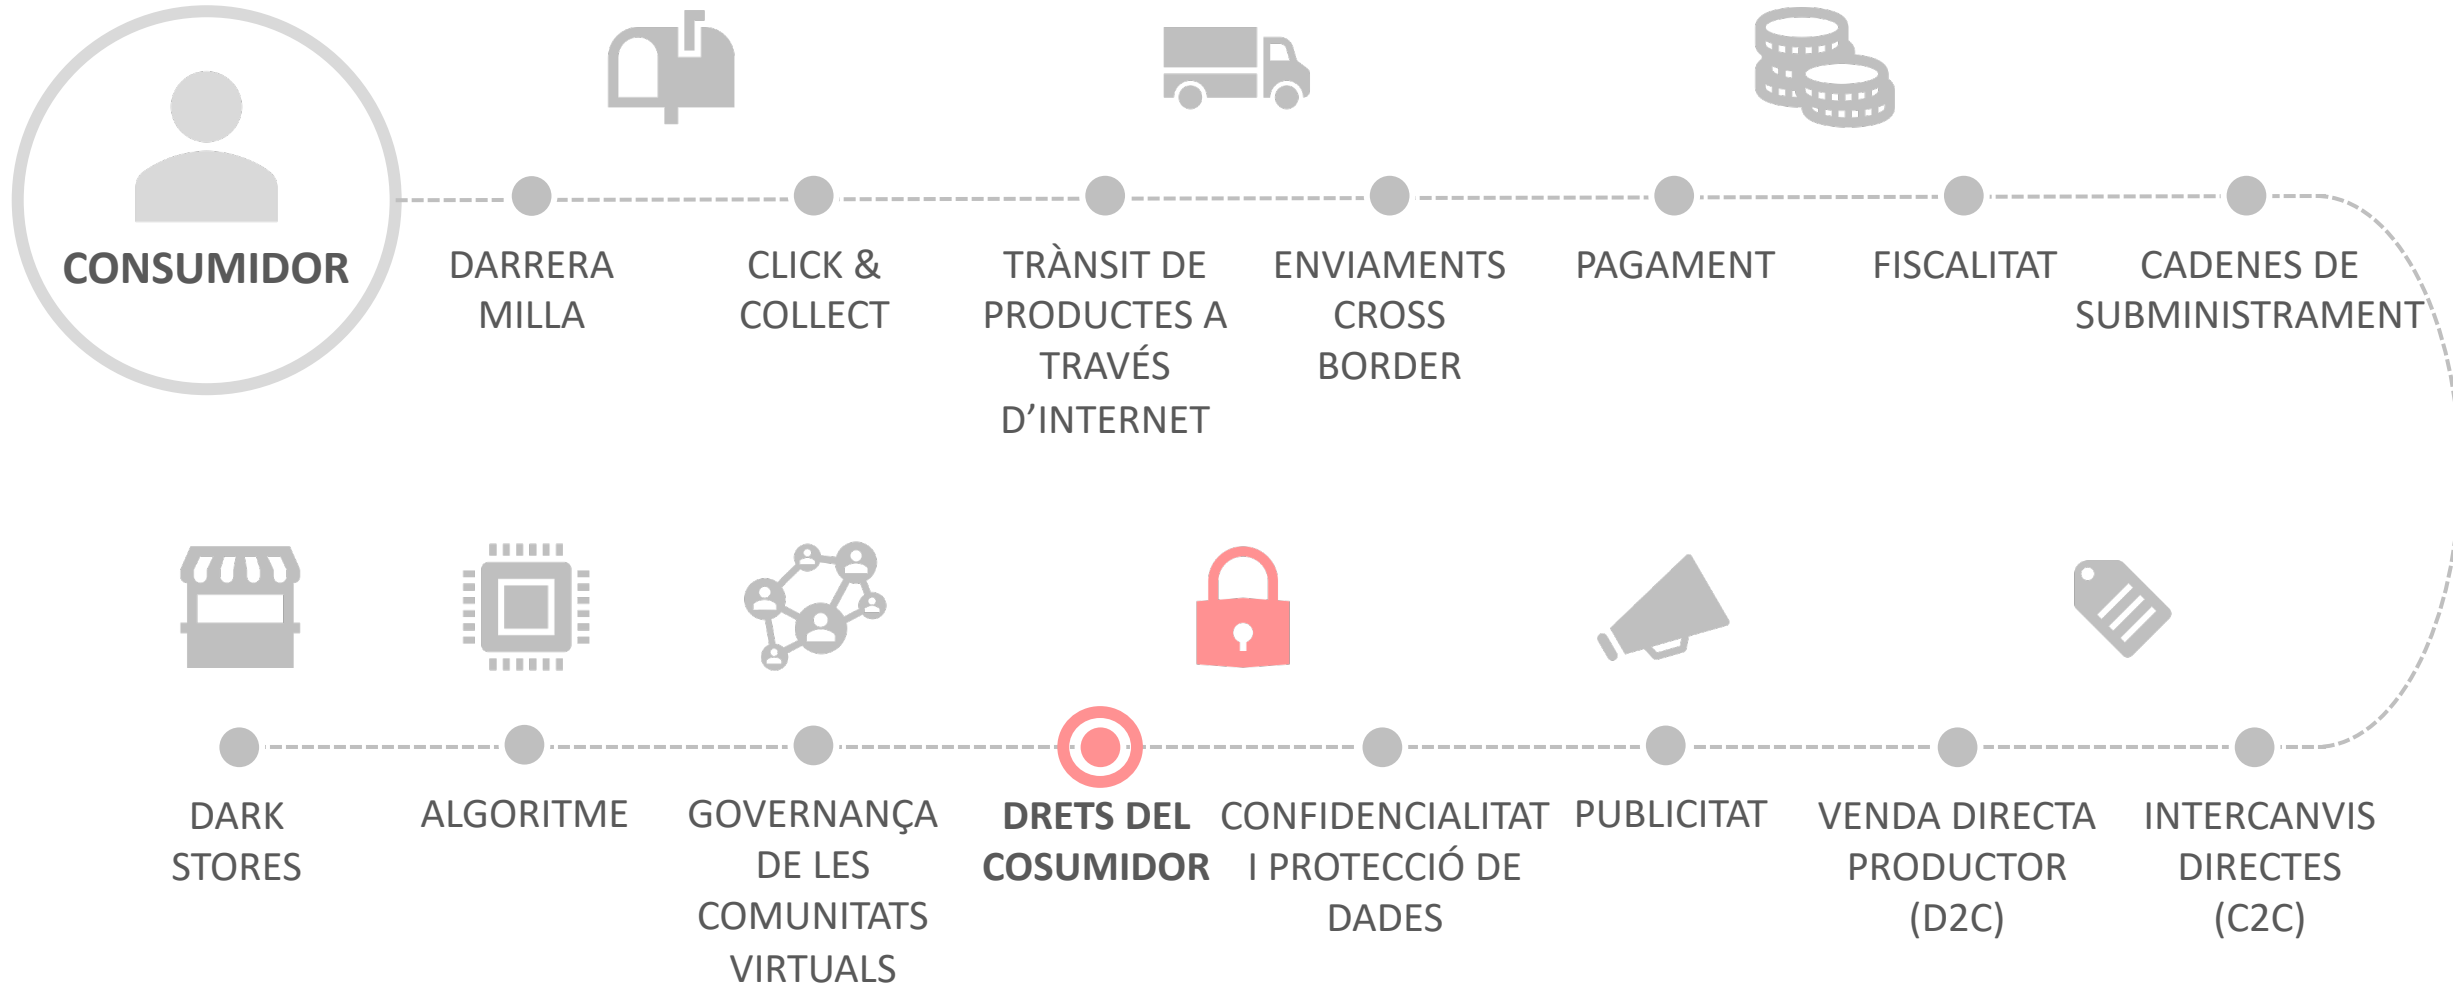 CONSUMIDOR
DARRERA
MILLA
CLICK &
COLLECT
TRÀNSIT DE
PRODUCTES A
TRAVÉS
D’INTERNET
ENVIAMENTS
CROSS
BORDER
PAGAMENT
FISCALITAT
CADENES DE
SUBMINISTRAMENT
DARK
STORES
ALGORITME
GOVERNANÇA
DE LES
COMUNITATS
VIRTUALS
DRETS DEL
COSUMIDOR
CONFIDENCIALITAT
I PROTECCIÓ DE
DADES
PUBLICITAT
VENDA DIRECTA
PRODUCTOR
(D2C)
INTERCANVIS
DIRECTES
(C2C)